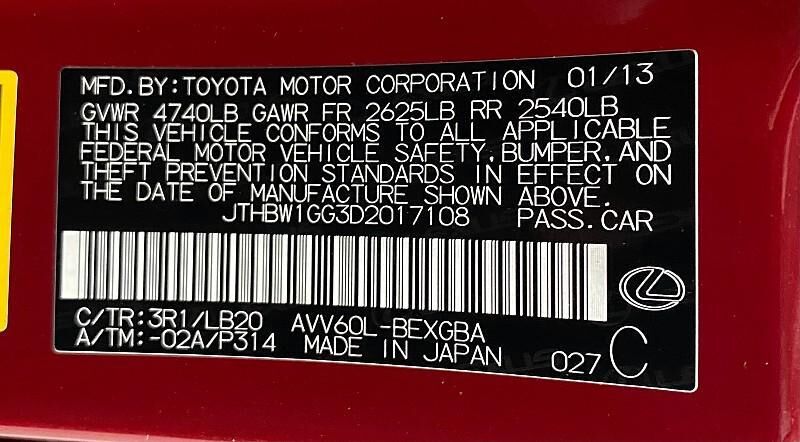 MFD.BY:TOYOTA MOTOR CORPORATION 01/13
GVWR 4740LB GAWR FR 2625LB RR 2540LB
THIS VEHICLE CONFORMS TO ALL APPLICABLE
FEDERAL MOTOR VEHICLE SAFETY,BUMPER,AND
THEFT PREVENTION STANDARDS IN EFFECT ON
THE DATE OF MANUFACTURE SHOWN ABOVE.
JTHBW1GG3D2017108 PASS.CAR
C/TR:3R1/LB20 AVV60L-BEXGBA
A/TM:-02A/P314 MADE IN JAPAN 027 C